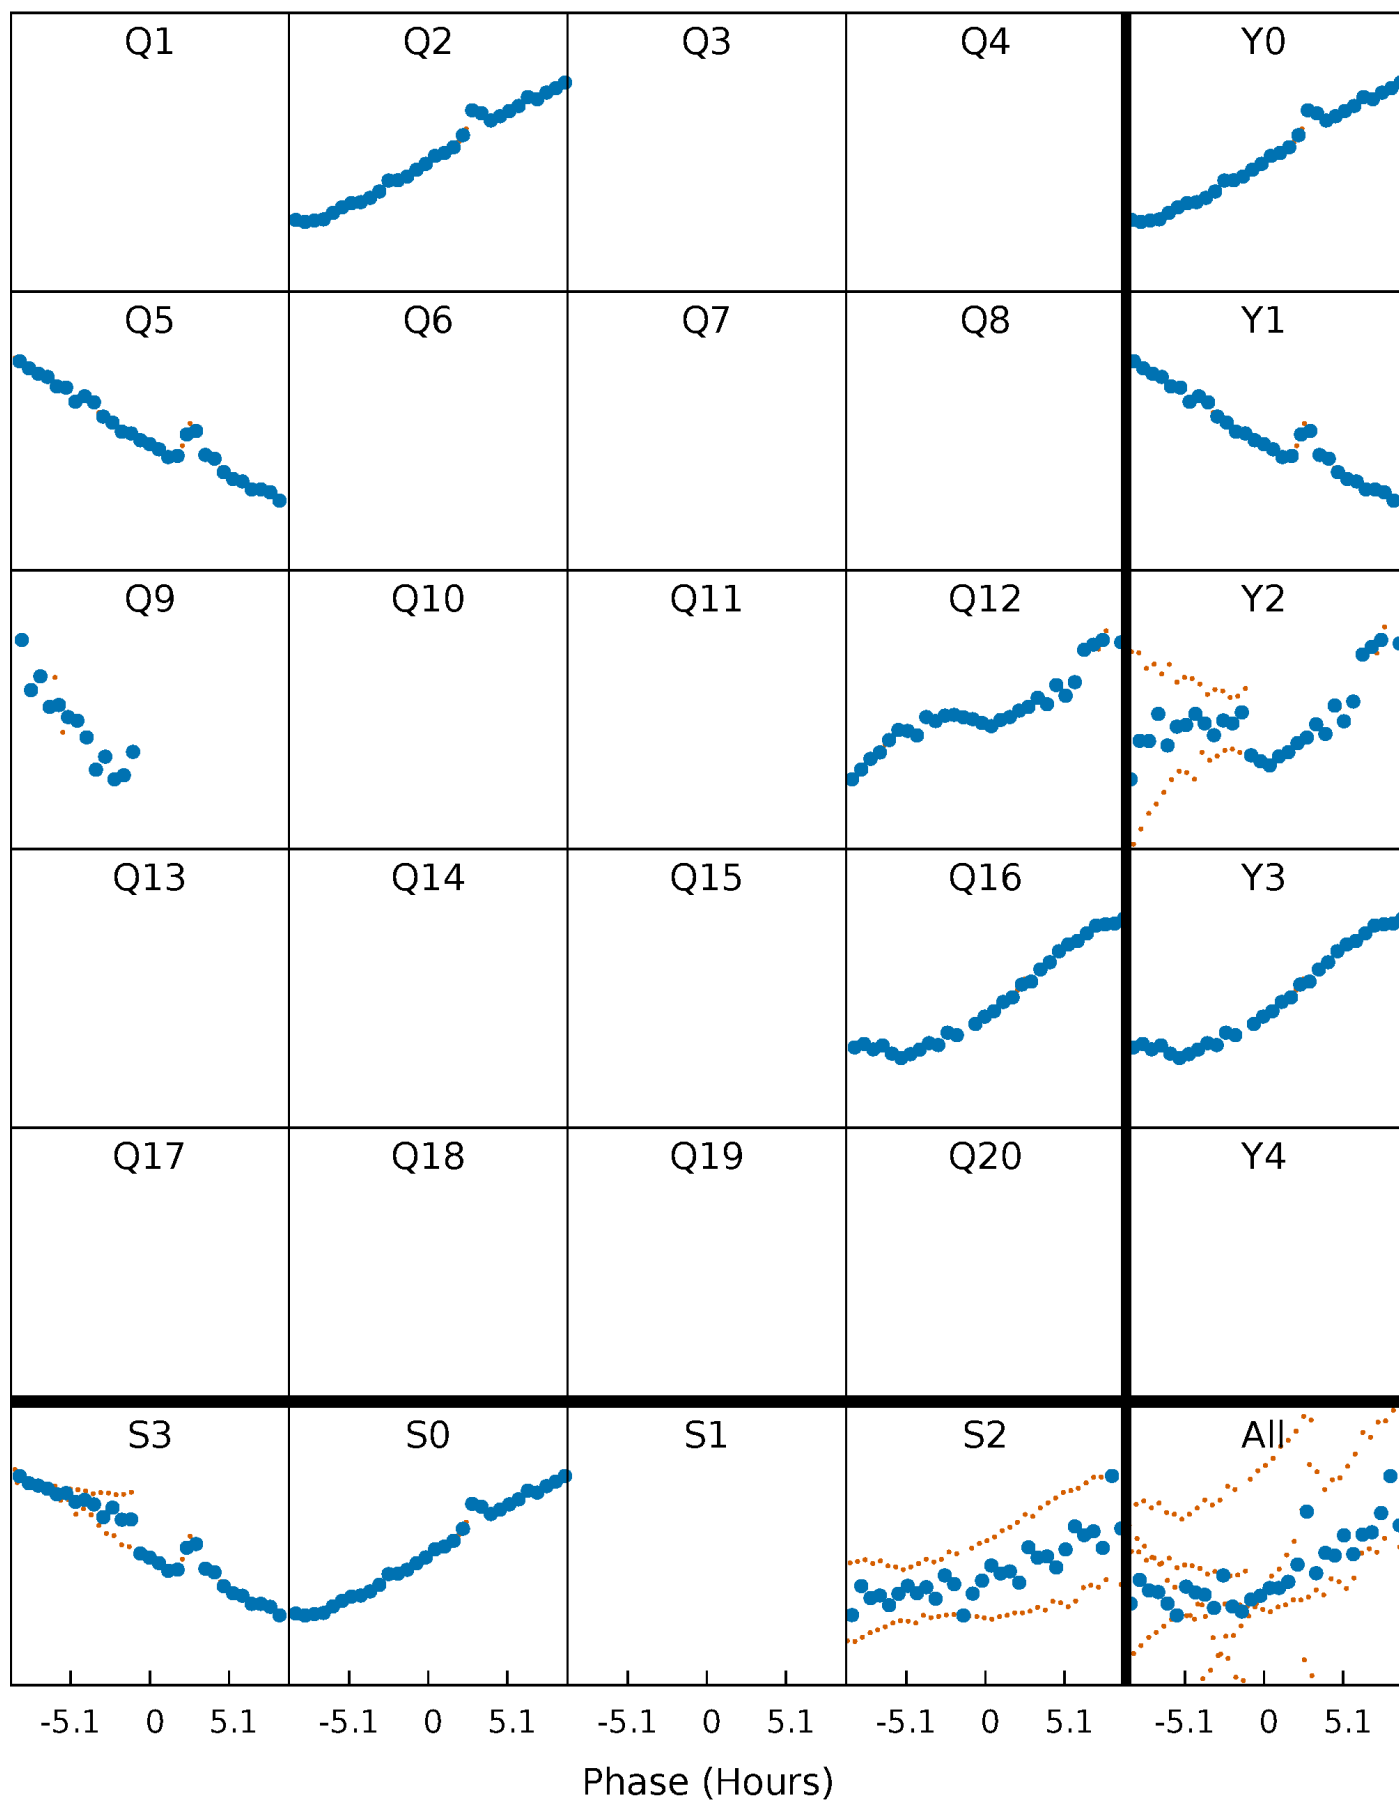 Q1 Q2 Q3 Q4 Y0
Q5 Q6 Q7 Q8 Y1
Q9 Q10 Q11 Q12 Y2
Q13 Q14 Q15 Q16 Y3
Q17 Q18 Q19 Q20 Y4
S3 S0 S1 S2 All
-5.1 0 5.1 -5.1 0 5.1 -5.1 0 5.1 -5.1 0 5.1 -5.1 0 5.1
Phase (Hours)